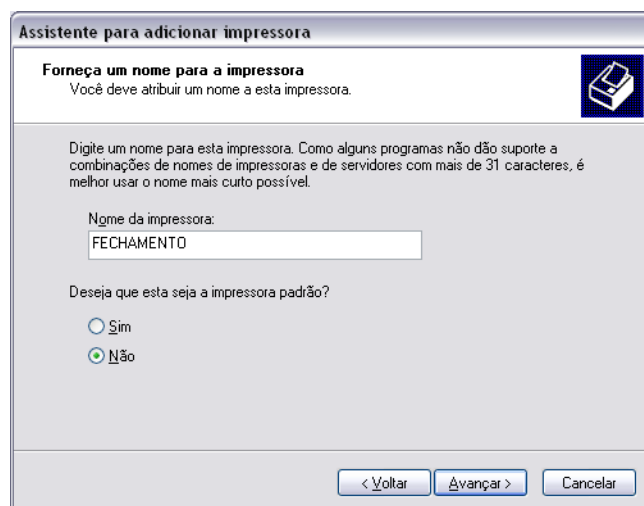 Assistente para adicionar impressora
Forneça um nome para a impressora
Você deve atribuir um nome a esta impressora.
Digite um nome para esta impressora. Como alguns programas não dão suporte a
combinações de nomes de impressoras e de servidores com mais de 31 caracteres, é
melhor usar o nome mais curto possível.
Nome da impressora:
FECHAMENTO
Deseja que esta seja a impressora padrão?
Sim
Não
< Voltar
Avançar >
Cancelar